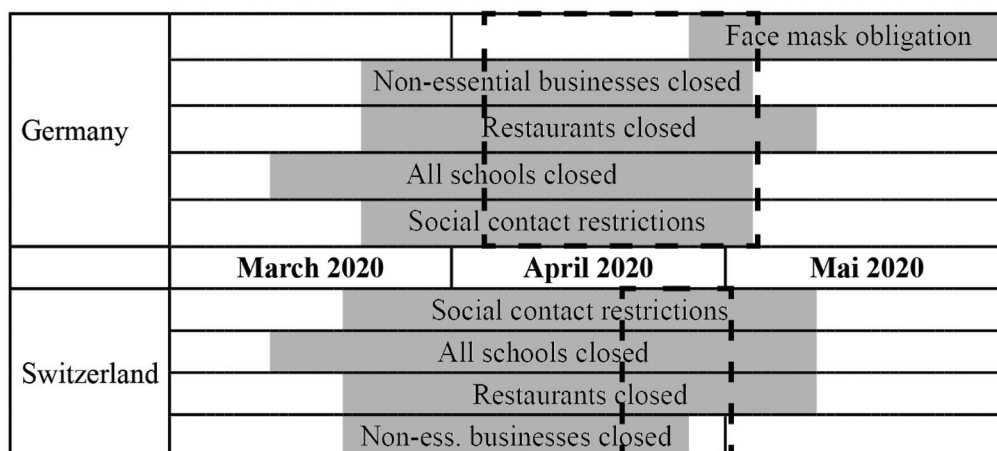 Face mask obligation
Non-essential businesses closed
Germany
Restaurants closed
All schools closed
Social contact restrictions
March 2020 April 2020 Mai 2020
Social contact restrictions
All schools closed
Switzerland
Restaurants closed
Non-ess. businesses closed